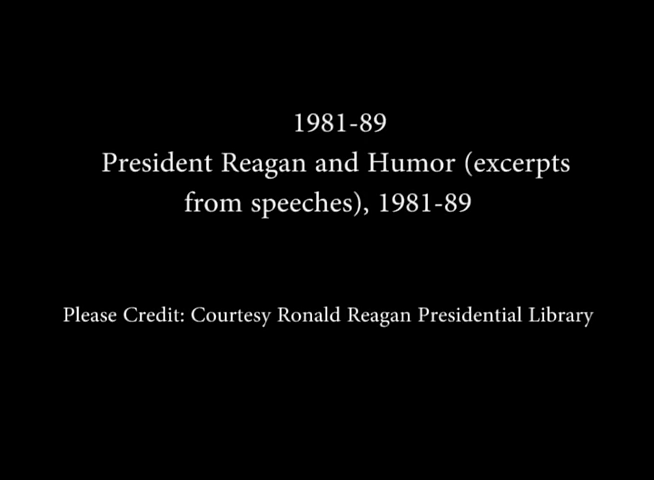 1981-89
President Reagan and Humor (excerpts
from speeches), 1981-89
Please Credit: Courtesy Ronald Reagan Presidential Library